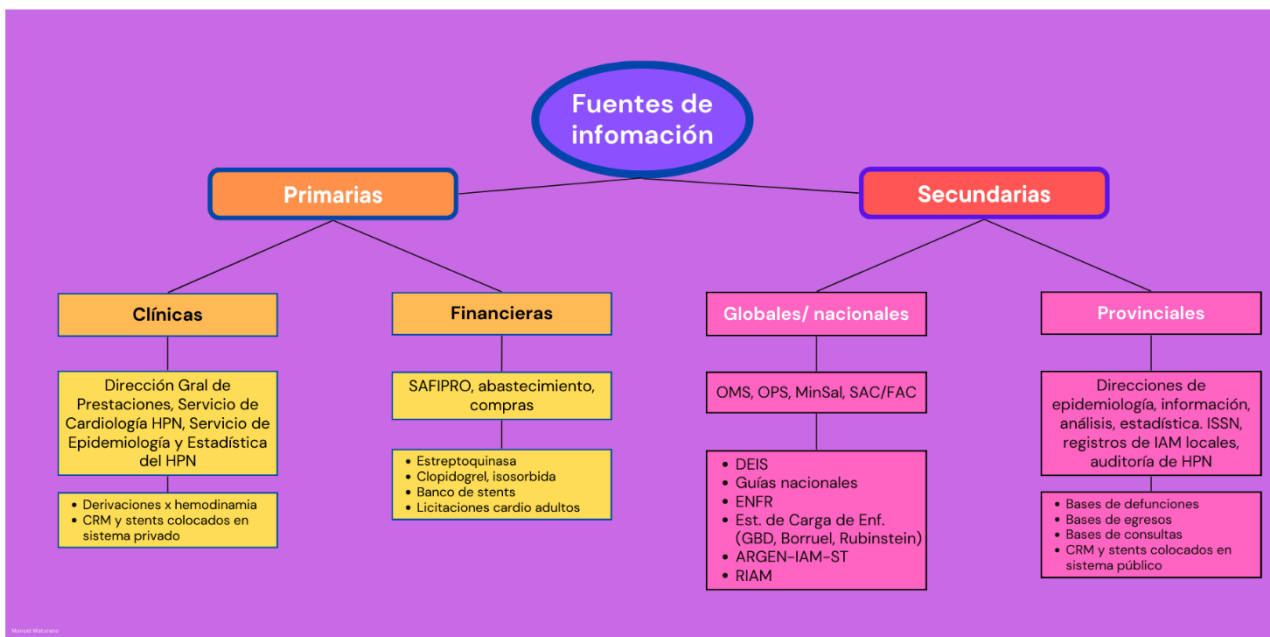 Fuentes de
infomación
Primarias
Secundarias
Clínicas
Financieras
Globales/ nacionales
Provinciales
Dirección Gral de
Prestaciones, Servicio de
Cardiología HPN, Servicio de
Epidemiología y Estadística
del HPN
SAFIPRO, abastecimiento,
compras
OMS, OPS, MinSal, SAC/FAC
Direcciones de
epidemiología, información,
análisis, estadística. ISSN,
registros de IAM locales,
auditoría de HPN
• Derivaciones x hemodinamia
• CRM y stents colocados en
sistema privado
• Estreptoquinasa
• Clopidogrel, isosorbida
• Banco de stents
• Licitaciones cardio adultos
• DEIS
• Guías nacionales
• ENFR
• Est. de Carga de Enf.
(GBD, Borruel, Rubinstein)
• ARGEN-IAM-ST
• RIAM
• Bases de defunciones
• Bases de egresos
• Bases de consultas
• CRM y stents colocados en
sistema público
Manuel Maturano